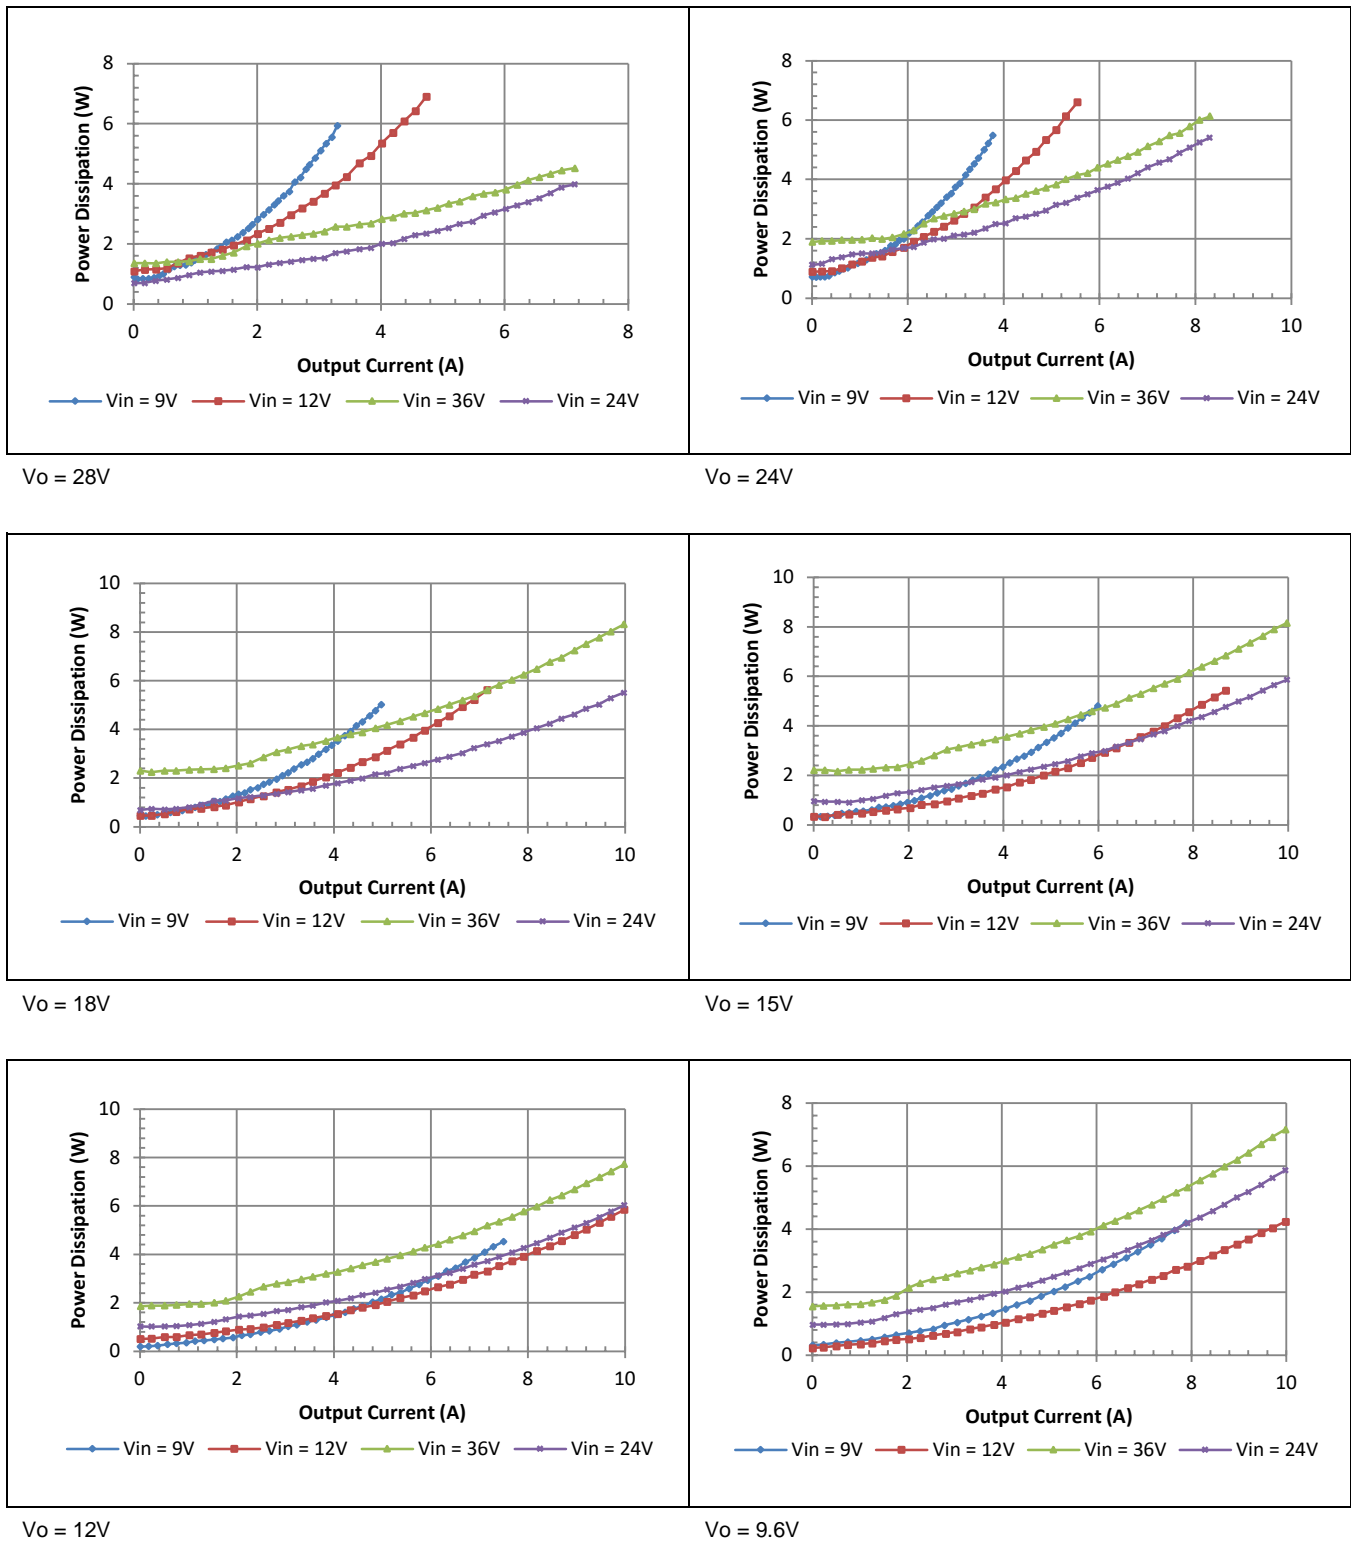 8
6
4
2
0
0 2 4 6 8
Power Dissipation (W)
Output Current (A)
Vin = 9V Vin = 12V Vin = 36V Vin = 24V
Vo = 28V
8
6
4
2
0
0 2 4 6 8 10
Power Dissipation (W)
Output Current (A)
Vin = 9V Vin = 12V Vin = 36V Vin = 24V
Vo = 24V
10
8
6
4
2
0
0 2 4 6 8 10
Power Dissipation (W)
Output Current (A)
Vin = 9V Vin = 12V Vin = 36V Vin = 24V
Vo = 18V
10
8
6
4
2
0
0 2 4 6 8 10
Power Dissipation (W)
Output Current (A)
Vin = 9V Vin = 12V Vin = 36V Vin = 24V
Vo = 15V
10
8
6
4
2
0
0 2 4 6 8 10
Power Dissipation (W)
Output Current (A)
Vin = 9V Vin = 12V Vin = 36V Vin = 24V
Vo = 12V
8
6
4
2
0
0 2 4 6 8 10
Power Dissipation (W)
Output Current (A)
Vin = 9V Vin = 12V Vin = 36V Vin = 24V
Vo = 9.6V